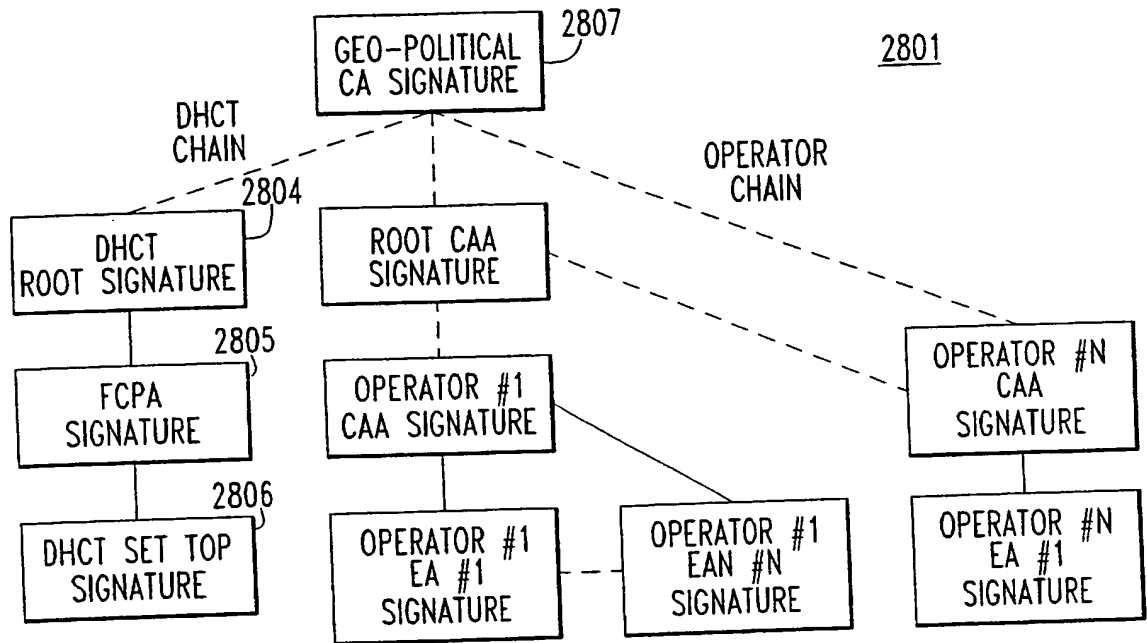 GEO-POLITICAL
CA SIGNATURE
2807
2801
DHCT
CHAIN
OPERATOR
CHAIN
2804
DHCT
ROOT SIGNATURE
ROOT CAA
SIGNATURE
2805
FCPA
SIGNATURE
OPERATOR #1
CAA SIGNATURE
OPERATOR #N
CAA
SIGNATURE
2806
DHCT SET TOP
SIGNATURE
OPERATOR #1
EA #1
SIGNATURE
OPERATOR #1
EAN #N
SIGNATURE
OPERATOR #N
EA #1
SIGNATURE